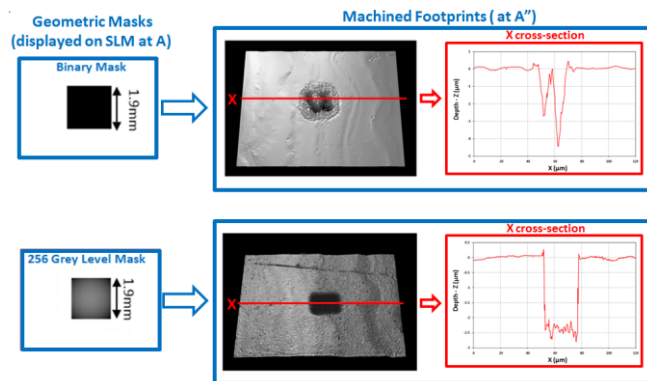 Geometric Masks
(displayed on SLM at A)
Machined Footprints ( at A”)
Binary Mask
1.9mm
X
X cross-section
Depth - Z (µm)
X (µm)
256 Grey Level Mask
1.9mm
X
X cross-section
Depth - Z (µm)
X (µm)